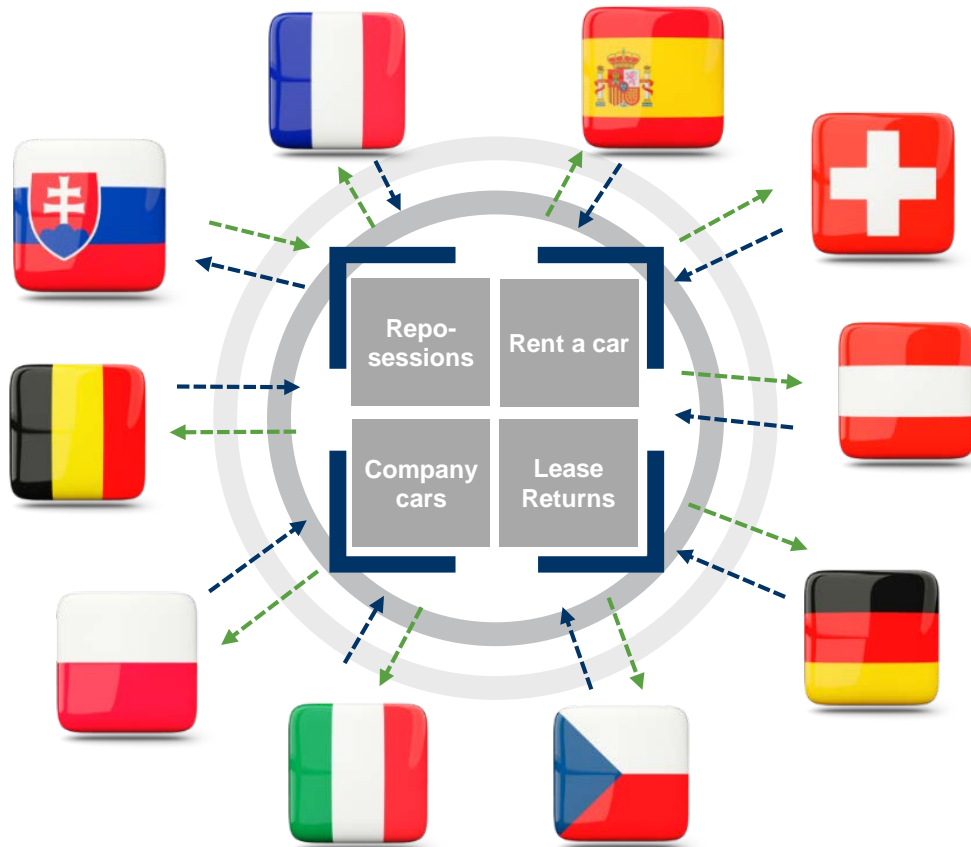 Repo-
sessions
Rent a car
Company
cars
Lease
Returns